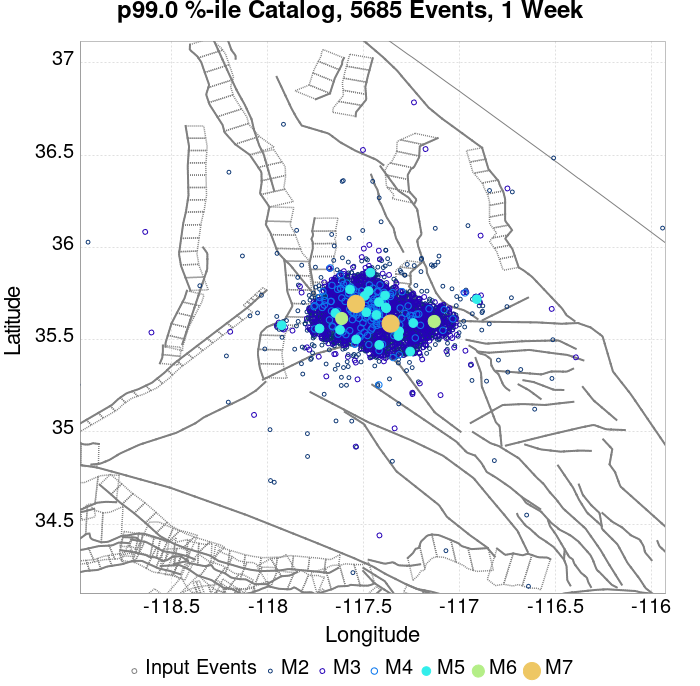 p99.0 %-ile Catalog, 5685 Events, 1 Week
37
36.5
36
35.5
35
34.5
Latitude
-118.5 -118 -117.5 -117 -116.5 -116
Longitude
Input Events M2 M3 M4 M5 M6 M7